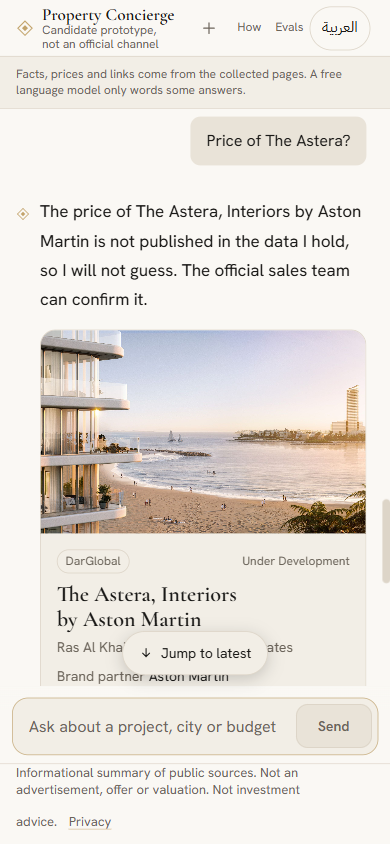 Property Concierge
Candidate prototype,
not an official channel
+
How
Evals
العربية
Facts, prices and links come from the collected pages. A free
language model only words some answers.
Price of The Astera?
The price of The Astera, Interiors by Aston
Martin is not published in the data I hold,
so I will not guess. The official sales team
can confirm it.
DarGlobal
Under Development
The Astera, Interiors
by Aston Martin
Ras Al Kha
ates
↓ Jump to latest
Brand partner Aston Martin
Ask about a project, city or budget
Send
Informational summary of public sources. Not an
advertisement, offer or valuation. Not investment
advice. Privacy